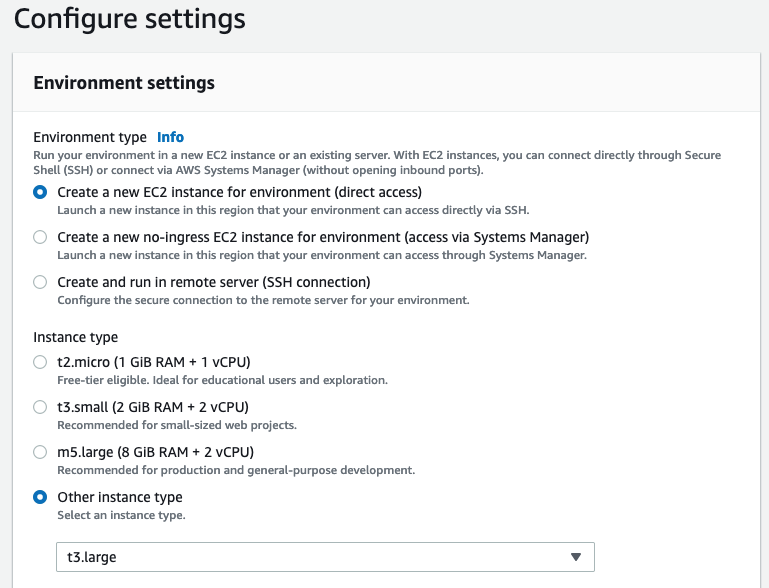 Configure settings
Environment settings
Environment type Info
Run your environment in a new EC2 instance or an existing server. With EC2 instances, you can connect directly through Secure
Shell (SSH) or connect via AWS Systems Manager (without opening inbound ports).
Create a new EC2 instance for environment (direct access)
Launch a new instance in this region that your environment can access directly via SSH.
Create a new no-ingress EC2 instance for environment (access via Systems Manager)
Launch a new instance in this region that your environment can access through Systems Manager.
Create and run in remote server (SSH connection)
Configure the secure connection to the remote server for your environment.
Instance type
t2.micro (1 GiB RAM + 1 vCPU)
Free-tier eligible. Ideal for educational users and exploration.
t3.small (2 GiB RAM + 2 vCPU)
Recommended for small-sized web projects.
m5.large (8 GiB RAM + 2 vCPU)
Recommended for production and general-purpose development.
Other instance type
Select an instance type.
t3.large